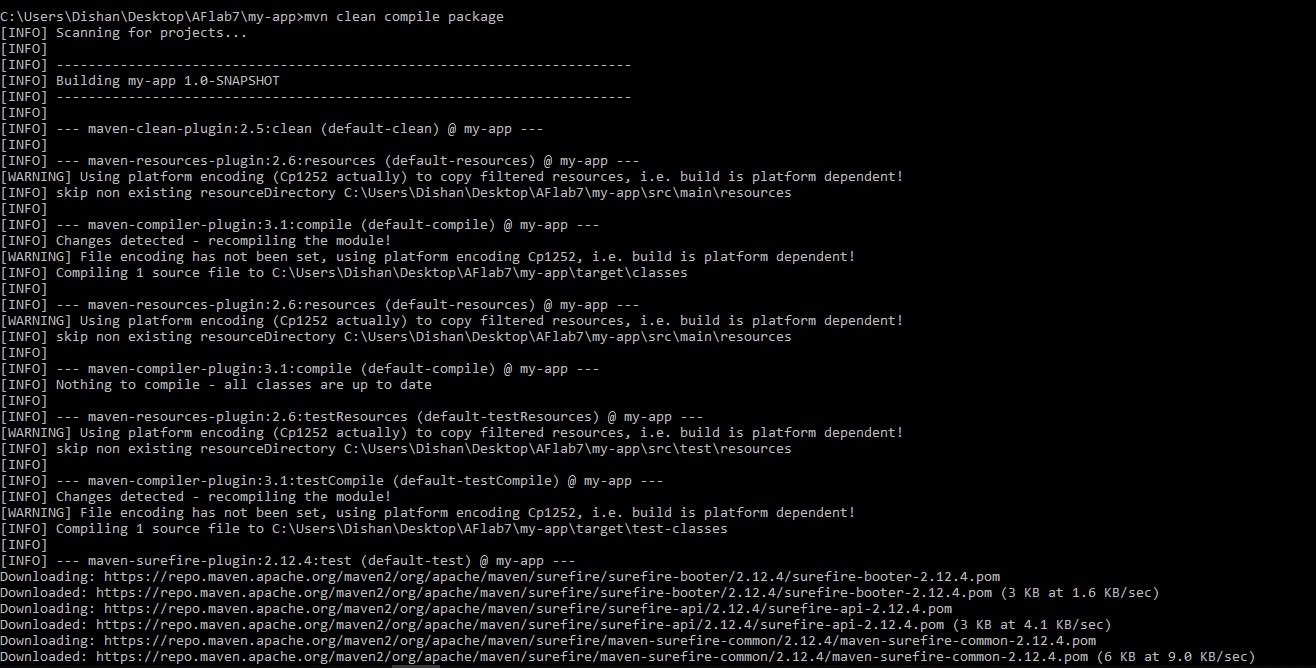 C:\Users\Dishan\Desktop\AFlab7\my-app>mvn clean compile package
[INFO] Scanning for projects...
[INFO]
[INFO] ------------------------------------------------------------------------
[INFO] Building my-app 1.0-SNAPSHOT
[INFO] ------------------------------------------------------------------------
[INFO]
[INFO] --- maven-clean-plugin:2.5:clean (default-clean) @ my-app ---
[INFO]
[INFO] --- maven-resources-plugin:2.6:resources (default-resources) @ my-app ---
[WARNING] Using platform encoding (Cp1252 actually) to copy filtered resources, i.e. build is platform dependent!
[INFO] skip non existing resourceDirectory C:\Users\Dishan\Desktop\AFlab7\my-app\src\main\resources
[INFO]
[INFO] --- maven-compiler-plugin:3.1:compile (default-compile) @ my-app ---
[INFO] Changes detected - recompiling the module!
[WARNING] File encoding has not been set, using platform encoding Cp1252, i.e. build is platform dependent!
[INFO] Compiling 1 source file to C:\Users\Dishan\Desktop\AFlab7\my-app\target\classes
[INFO]
[INFO] --- maven-resources-plugin:2.6:resources (default-resources) @ my-app ---
[WARNING] Using platform encoding (Cp1252 actually) to copy filtered resources, i.e. build is platform dependent!
[INFO] skip non existing resourceDirectory C:\Users\Dishan\Desktop\AFlab7\my-app\src\main\resources
[INFO]
[INFO] --- maven-compiler-plugin:3.1:compile (default-compile) @ my-app ---
[INFO] Nothing to compile - all classes are up to date
[INFO]
[INFO] --- maven-resources-plugin:2.6:testResources (default-testResources) @ my-app ---
[WARNING] Using platform encoding (Cp1252 actually) to copy filtered resources, i.e. build is platform dependent!
[INFO] skip non existing resourceDirectory C:\Users\Dishan\Desktop\AFlab7\my-app\src\test\resources
[INFO]
[INFO] --- maven-compiler-plugin:3.1:testCompile (default-testCompile) @ my-app ---
[INFO] Changes detected - recompiling the module!
[WARNING] File encoding has not been set, using platform encoding Cp1252, i.e. build is platform dependent!
[INFO] Compiling 1 source file to C:\Users\Dishan\Desktop\AFlab7\my-app\target\test-classes
[INFO]
[INFO] --- maven-surefire-plugin:2.12.4:test (default-test) @ my-app ---
Downloading: https://repo.maven.apache.org/maven2/org/apache/maven/surefire/surefire-booter/2.12.4/surefire-booter-2.12.4.pom
Downloaded: https://repo.maven.apache.org/maven2/org/apache/maven/surefire/surefire-booter/2.12.4/surefire-booter-2.12.4.pom (3 KB at 1.6 KB/sec)
Downloading: https://repo.maven.apache.org/maven2/org/apache/maven/surefire/surefire-api/2.12.4/surefire-api-2.12.4.pom
Downloaded: https://repo.maven.apache.org/maven2/org/apache/maven/surefire/surefire-api/2.12.4/surefire-api-2.12.4.pom (3 KB at 4.1 KB/sec)
Downloading: https://repo.maven.apache.org/maven2/org/apache/maven/surefire/maven-surefire-common/2.12.4/maven-surefire-common-2.12.4.pom
Downloaded: https://repo.maven.apache.org/maven2/org/apache/maven/surefire/maven-surefire-common/2.12.4/maven-surefire-common-2.12.4.pom (6 KB at 9.0 KB/sec)